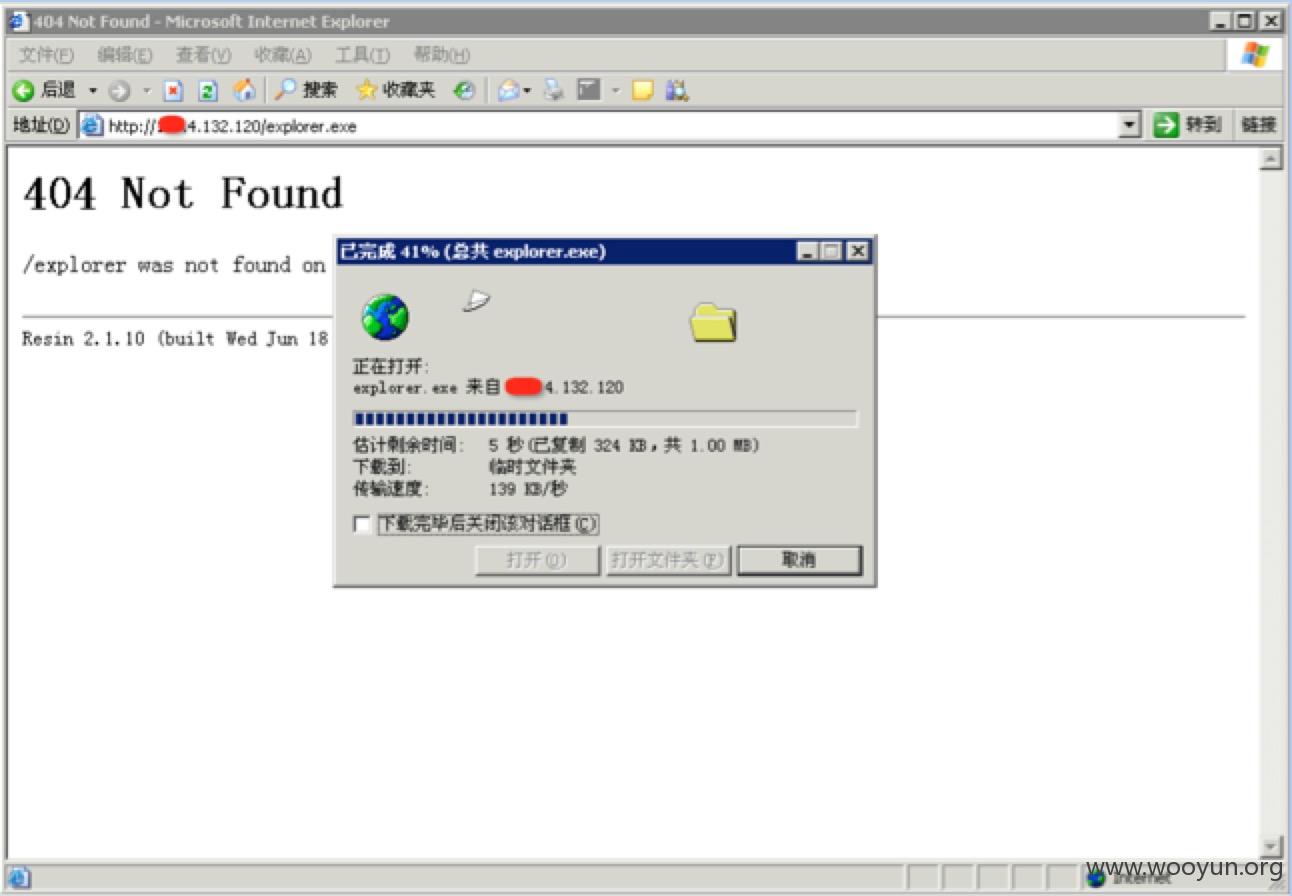 404 Not Found - Microsoft Internet Explorer
文件(F) 编辑(E) 查看(V) 收藏(A) 工具(T) 帮助(H)
后退 搜索 收藏夹
地址(D) http://4.132.120/explorer.exe 转到 链接
404 Not Found
/explorer was not found on
Resin 2.1.10 (built Wed Jun 18
已完成 41% (总共 explorer.exe)
正在打开:
explorer.exe 来自 4.132.120
估计剩余时间: 5 秒(已复制 324 KB，共 1.00 MB)
下载到: 临时文件夹
传输速度: 139 KB/秒
下载完毕后关闭该对话框(C)
打开(O) 打开文件夹(F) 取消
www.wooyun.org
Internet